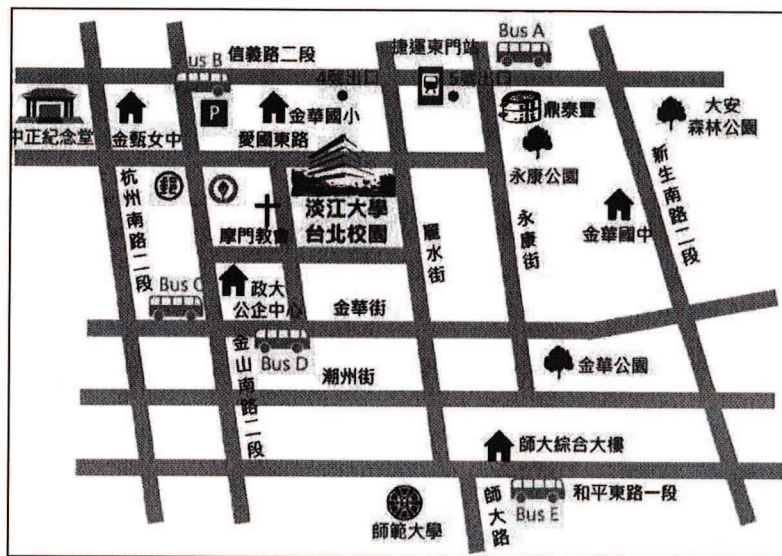 Bus A
us B
信義路二段
捷運東門站
4號出口
5號出口
P
中正紀念堂
金甌女中
金華國小
愛國東路
鼎泰豐
大安
森林公園
永康公園
杭州南路二段
郵
摩門教會
淡江大學
台北校園
麗水街
永康街
金華國中
新生南路二段
Bus C
政大
公企中心
金華街
金山南路二段
Bus D
潮州街
金華公園
師大綜合大樓
師範大學
師大路
Bus E
和平東路一段